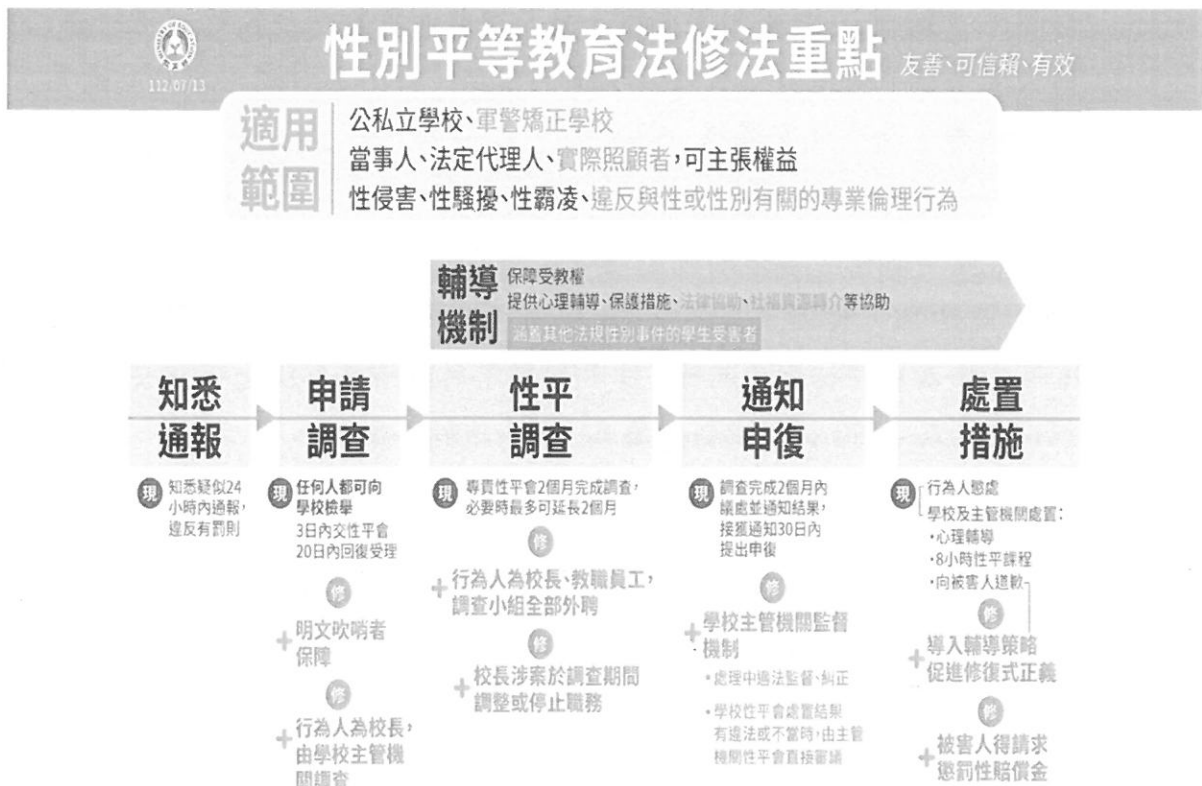 112/07/13
性別平等教育法修法重點 友善、可信賴、有效
適用
範圍
公私立學校、軍警矯正學校
當事人、法定代理人、實際照顧者,可主張權益
性侵害、性騷擾、性霸凌、違反與性或性別有關的專業倫理行為
輔導
機制
保障受教權
提供心理輔導、保護措施、法律協助、社福資源轉介等協助
涵蓋其他法規性別事件的學生受害者
知悉
通報
現 知悉疑似24
小時內通報,
違反有罰則
申請
調查
現 任何人都可向
學校檢舉
3日內交性平會
20日內回復受理
修
+明文吹哨者
保障
修
+行為人為校長,
由學校主管機
關調查
性平
調查
現 專責性平會2個月完成調查,
必要時最多可延長2個月
修
+行為人為校長、教職員工,
調查小組全部外聘
修
+校長涉案於調查期間
調整或停止職務
通知
申復
現 調查完成2個月內
議處並通知結果,
接獲通知30日內
提出申復
修
+學校主管機關監督
機制
•處理中適法監督、糾正
•學校性平會處置結果
有違法或不當時,由主管
機關性平會直接審議
處置
措施
現 行為人懲處
學校及主管機關處置:
•心理輔導
•8小時性平課程
•向被害人道歉
修
+導入輔導策略
促進修復式正義
修
+被害人得請求
懲罰性賠償金